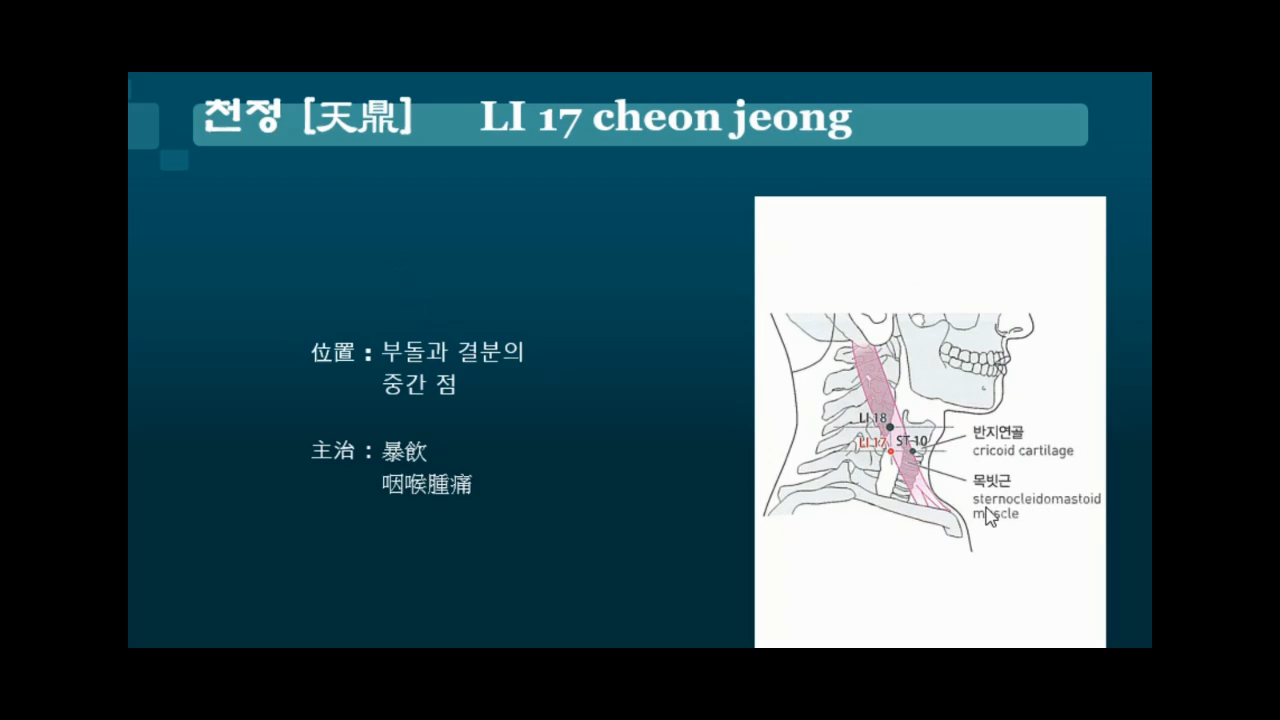 천정 [天鼎] LI 17 cheon jeong
位置 : 부돌과 결분의
중간 점
主治 : 暴飮
咽喉腫痛
LI 18
LI 17 ST 10
반지연골
cricoid cartilage
목빗근
sternocleidomastoid
muscle